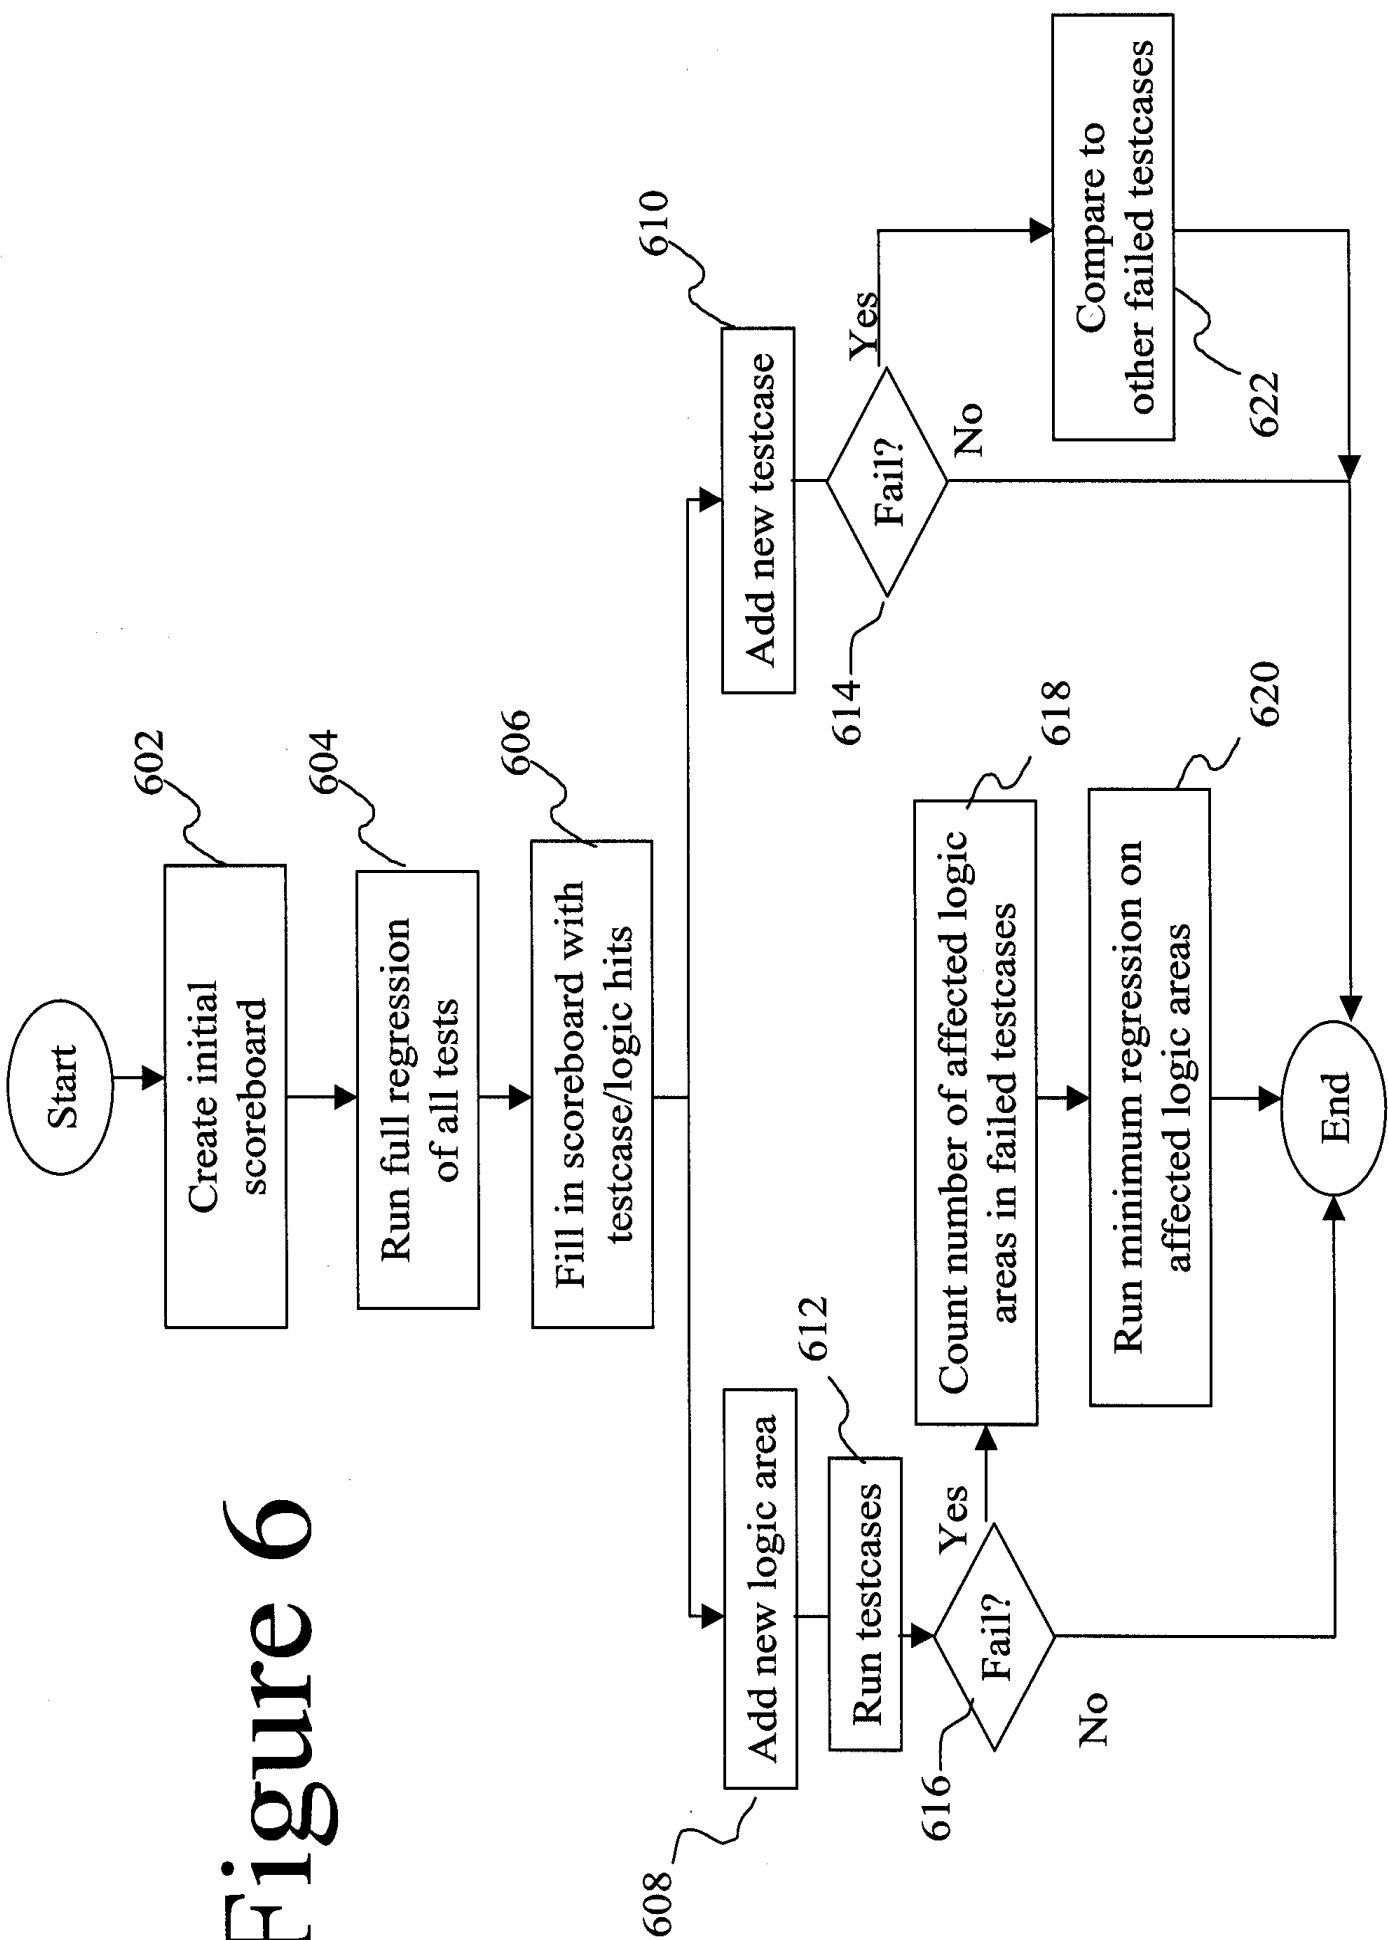 Figure 6
Start
602
Create initial
scoreboard
604
Run full regression
of all tests
606
Fill in scoreboard with
testcase/logic hits
608
Add new logic area
612
Run testcases
616
Fail?
Yes
No
618
Count number of affected logic
areas in failed testcases
620
Run minimum regression on
affected logic areas
610
Add new testcase
614
Fail?
Yes
No
Compare to
other failed testcases
622
End